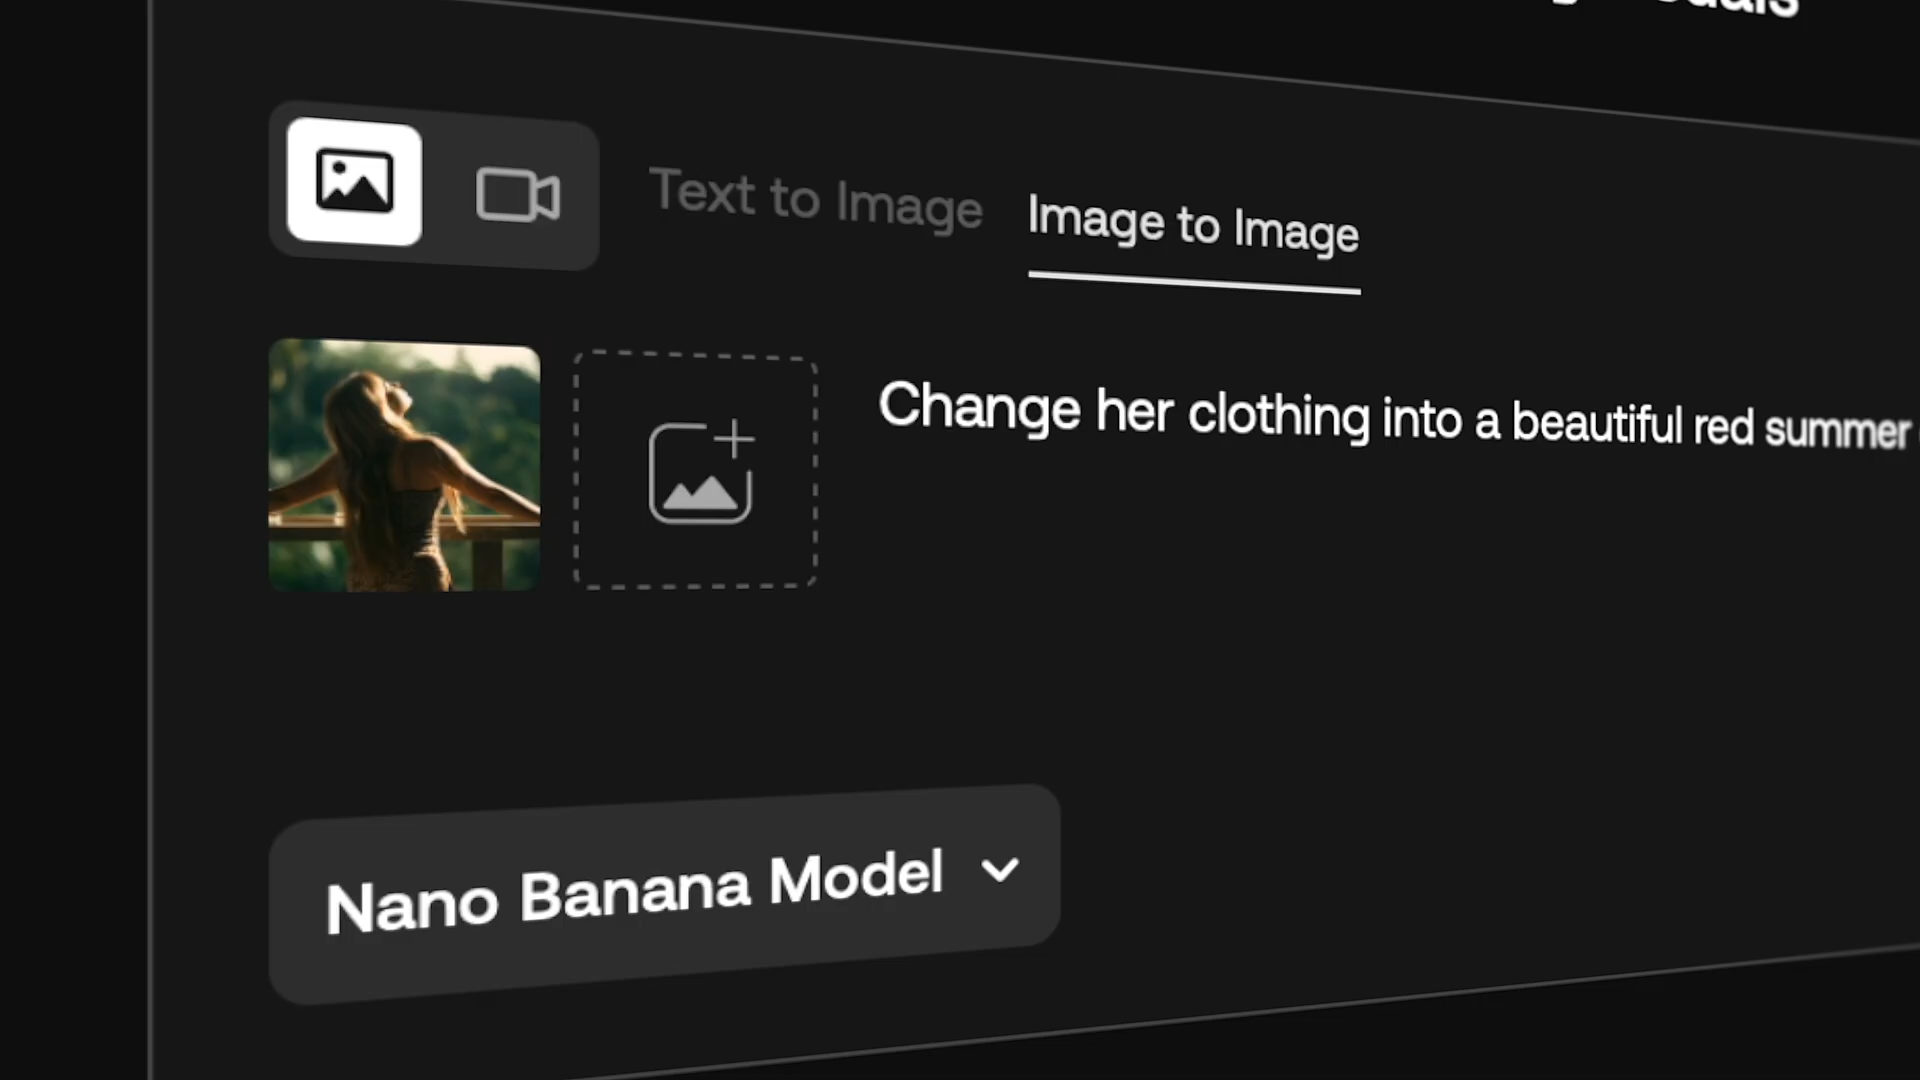 Text to Image
Image to Image
Change her clothing into a beautiful red summer
Nano Banana Model